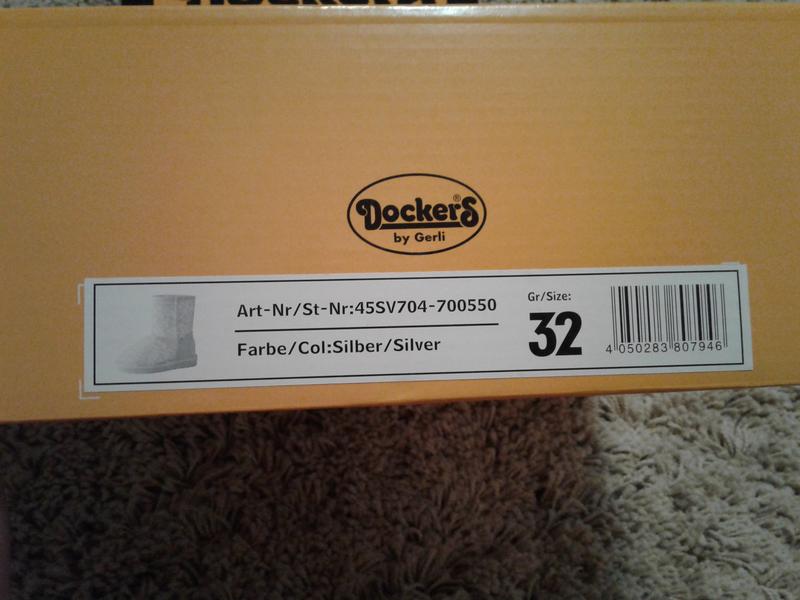 Dockers®
by Gerli
Art-Nr/St-Nr:45SV704-700550
Farbe/Col:Silber/Silver
Gr/Size:
32
4 050283 807946